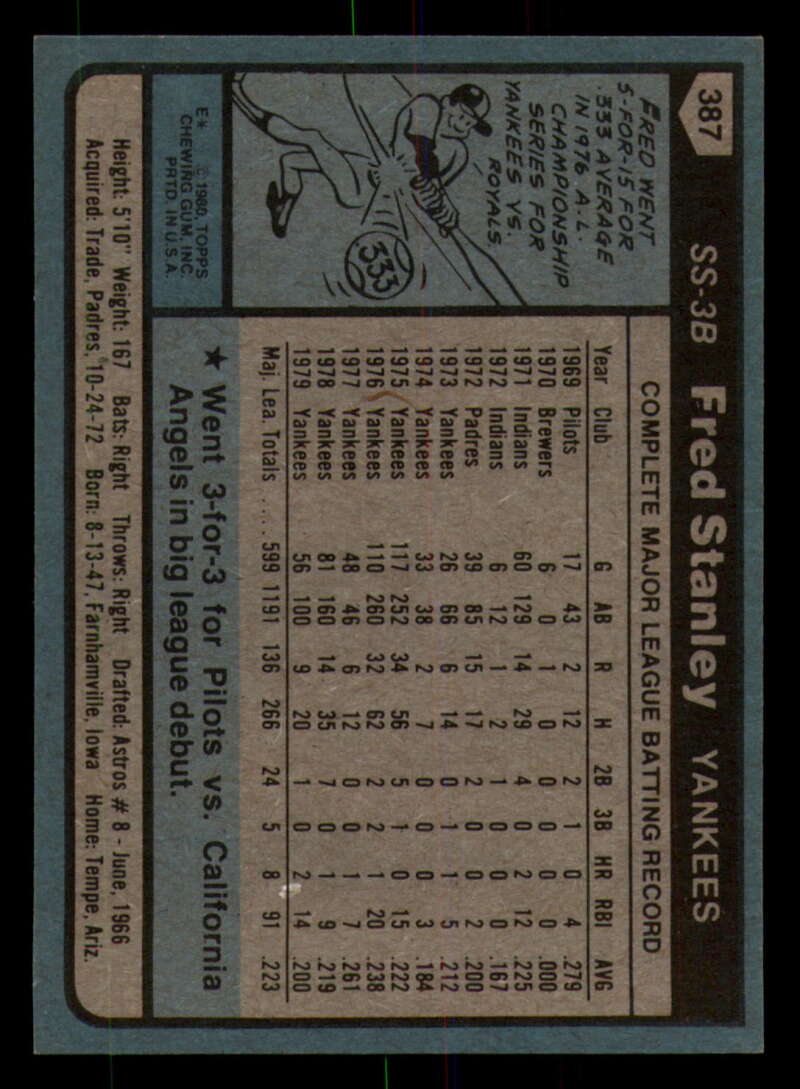 387 SS-3B Fred Stanley YANKEES
FRED WENT
5-FOR-15 FOR
.333 AVERAGE
IN 1976 A.L.
CHAMPIONSHIP
SERIES FOR
YANKEES VS.
ROYALS.
333
E* © 1980, TOPPS
CHEWING GUM, INC.
PRTD. IN U.S.A.
COMPLETE MAJOR LEAGUE BATTING RECORD
Year Club G AB R H 2B 3B HR RBI AVG
1969 Pilots 17 43 2 12 2 1 0 4 .279
1970 Brewers 6 0 1 0 0 0 0 0 .000
1971 Indians 60 129 14 29 4 0 2 12 .225
1972 Indians 6 12 1 2 1 0 0 0 .167
1972 Padres 39 85 15 17 2 0 0 2 .200
1973 Yankees 26 66 6 14 0 1 1 5 .212
1974 Yankees 33 38 2 7 0 0 0 3 .184
1975 Yankees 117 252 34 56 5 1 0 15 .222
1976 Yankees 110 260 32 62 2 2 1 20 .238
1977 Yankees 48 46 6 12 0 0 1 7 .261
1978 Yankees 81 160 14 35 7 0 1 9 .219
1979 Yankees 56 100 9 20 1 0 2 14 .200
Maj. Lea. Totals ..... 599 1191 136 266 24 5 8 91 .223
★ Went 3-for-3 for Pilots vs. California
Angels in big league debut.
Height: 5'10" Weight: 167 Bats: Right Throws: Right Drafted: Astros # 8 - June, 1966
Acquired: Trade, Padres, 10-24-72 Born: 8-13-47, Farnhamville, Iowa Home: Tempe, Ariz.